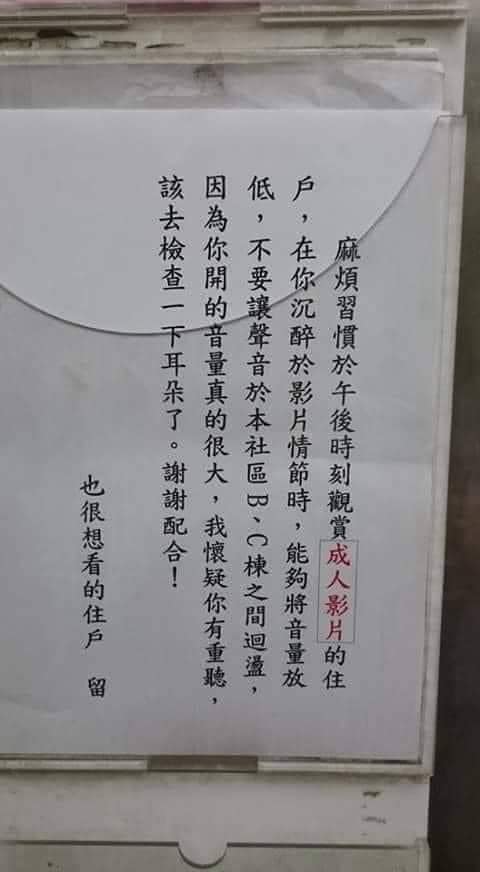 麻煩習慣於午後時刻觀賞成人影片的住
戶，在你沉醉於影片情節時，能夠將音量放
低，不要讓聲音於本社區B、C棟之間迴盪，
因為你開的音量真的很大，我懷疑你有重聽，
該去檢查一下耳朵了。謝謝配合！
也很想看的住戶　留